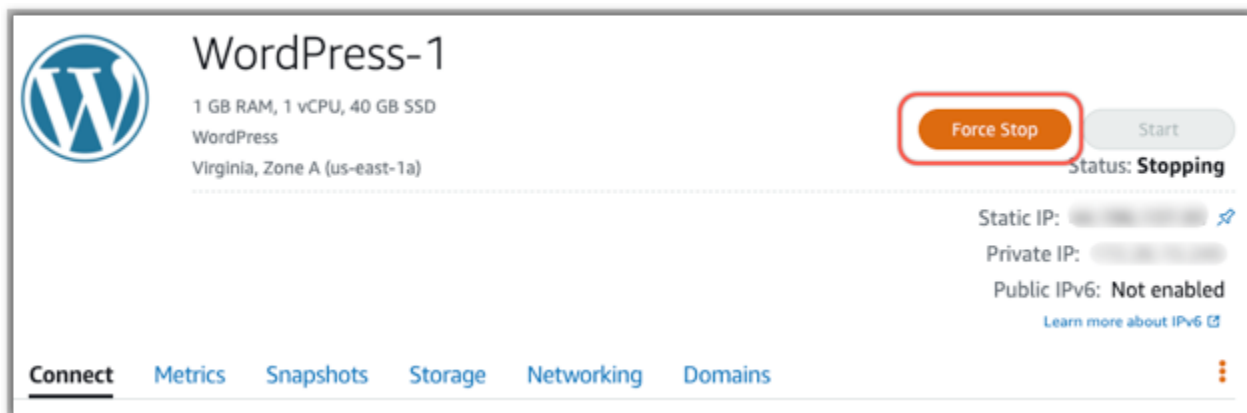 WordPress-1
1 GB RAM, 1 vCPU, 40 GB SSD
WordPress
Virginia, Zone A (us-east-1a)
Force Stop
Start
Status: Stopping
Static IP:
Private IP:
Public IPv6: Not enabled
Learn more about IPv6
Connect Metrics Snapshots Storage Networking Domains